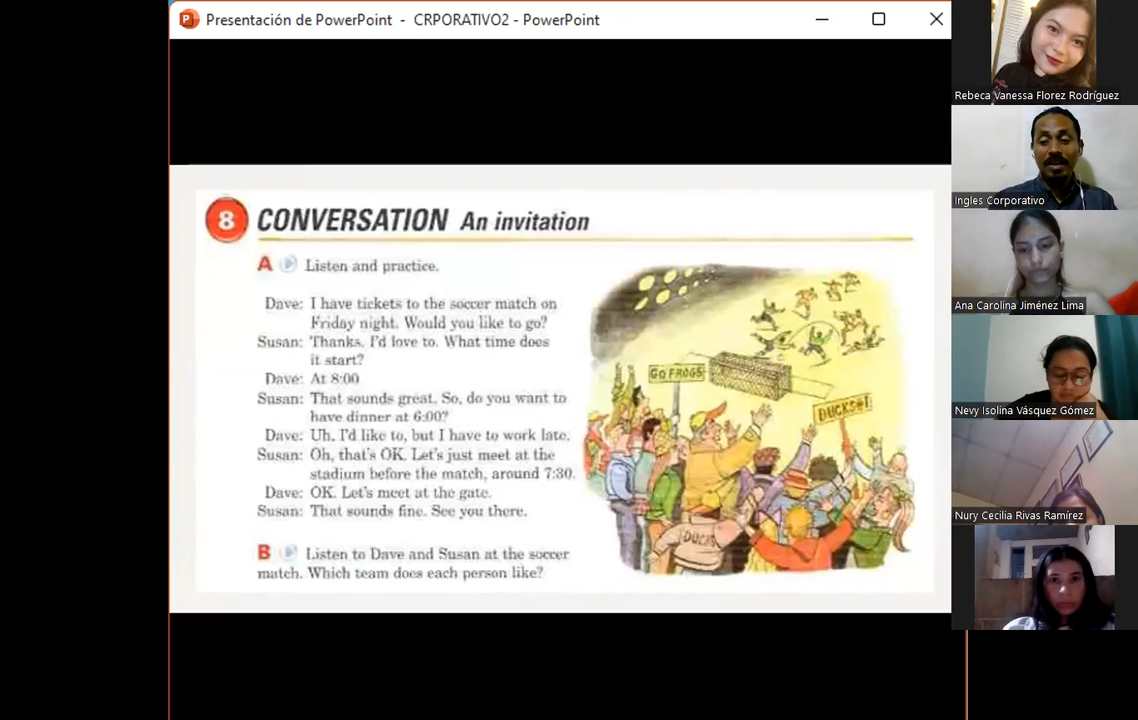 Presentación de PowerPoint - CRPORATIVO2 - PowerPoint
8 CONVERSATION An invitation
A Listen and practice.
Dave: I have tickets to the soccer match on
Friday night. Would you like to go?
Susan: Thanks. I'd love to. What time does
it start?
Dave: At 8:00
Susan: That sounds great. So, do you want to
have dinner at 6:00?
Dave: Uh, I'd like to, but I have to work late.
Susan: Oh, that's OK. Let's just meet at the
stadium before the match, around 7:30.
Dave: OK. Let's meet at the gate.
Susan: That sounds fine. See you there.
B Listen to Dave and Susan at the soccer
match. Which team does each person like?
GO FROGS
DUCKS #1
DUCKS
Rebeca Vanessa Florez Rodríguez
Ingles Corporativo
Ana Carolina Jiménez Lima
Nevy Isolina Vásquez Gómez
Nury Cecilia Rivas Ramírez